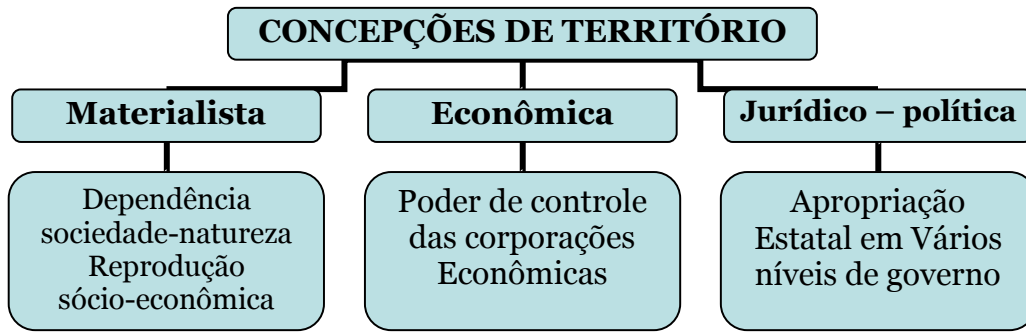 CONCEPÇÕES DE TERRITÓRIO
Materialista
Econômica
Jurídico – política
Dependência
sociedade-natureza
Reprodução
sócio-econômica
Poder de controle
das corporações
Econômicas
Apropriação
Estatal em Vários
níveis de governo